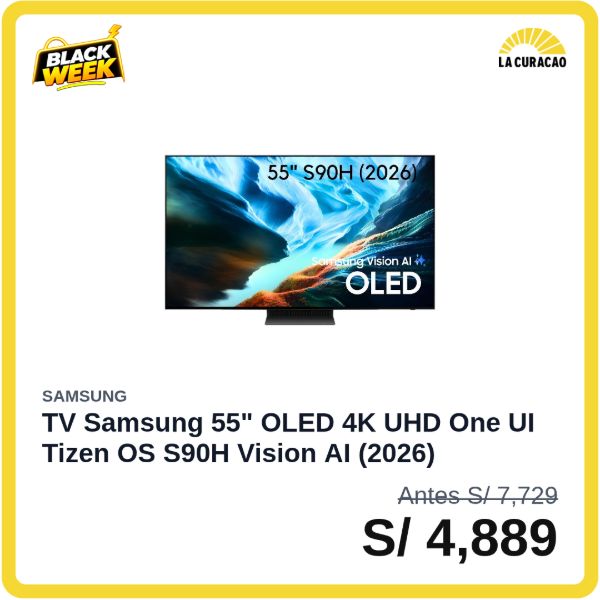 BLACK
WEEK
LA CURACAO
55" S90H (2026)
Samsung Vision AI
OLED
SAMSUNG
TV Samsung 55" OLED 4K UHD One UI
Tizen OS S90H Vision AI (2026)
Antes S/ 7,729
S/ 4,889